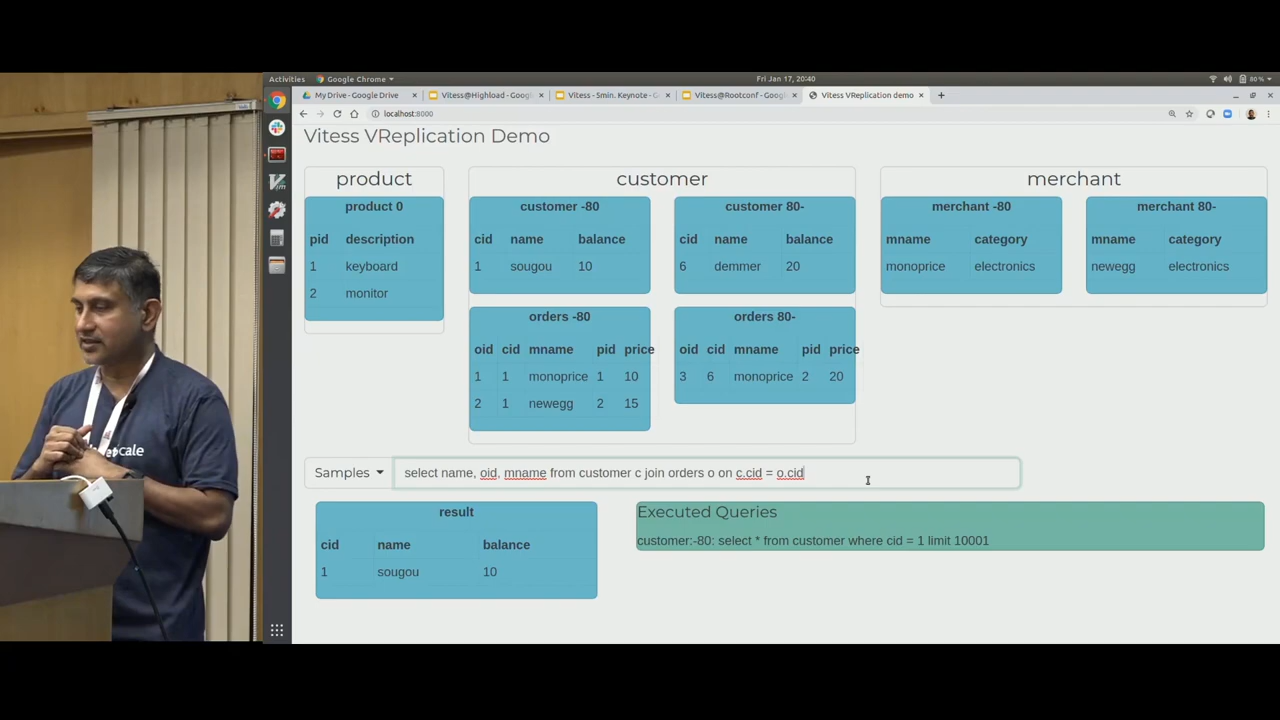 Activities
Google Chrome
Fri Jan 17, 20:40
80%
My Drive - Google Drive
Vitess@Highload - Goog
Vitess - 5min. Keynote - G
Vitess@Rootconf - Goog
Vitess VReplication demo
localhost:8000
Vitess VReplication Demo
product
customer
merchant
product 0
customer -80
customer 80-
merchant -80
merchant 80-
pid description
cid name balance
cid name balance
mname category
mname category
1 keyboard
1 sougou 10
6 demmer 20
monoprice electronics
newegg electronics
2 monitor
orders -80
orders 80-
oid cid mname pid price
oid cid mname pid price
1 1 monoprice 1 10
3 6 monoprice 2 20
2 1 newegg 2 15
Samples
select name, oid, mname from customer c join orders o on c.cid = o.cid
result
Executed Queries
cid name balance
customer:-80: select * from customer where cid = 1 limit 10001
1 sougou 10